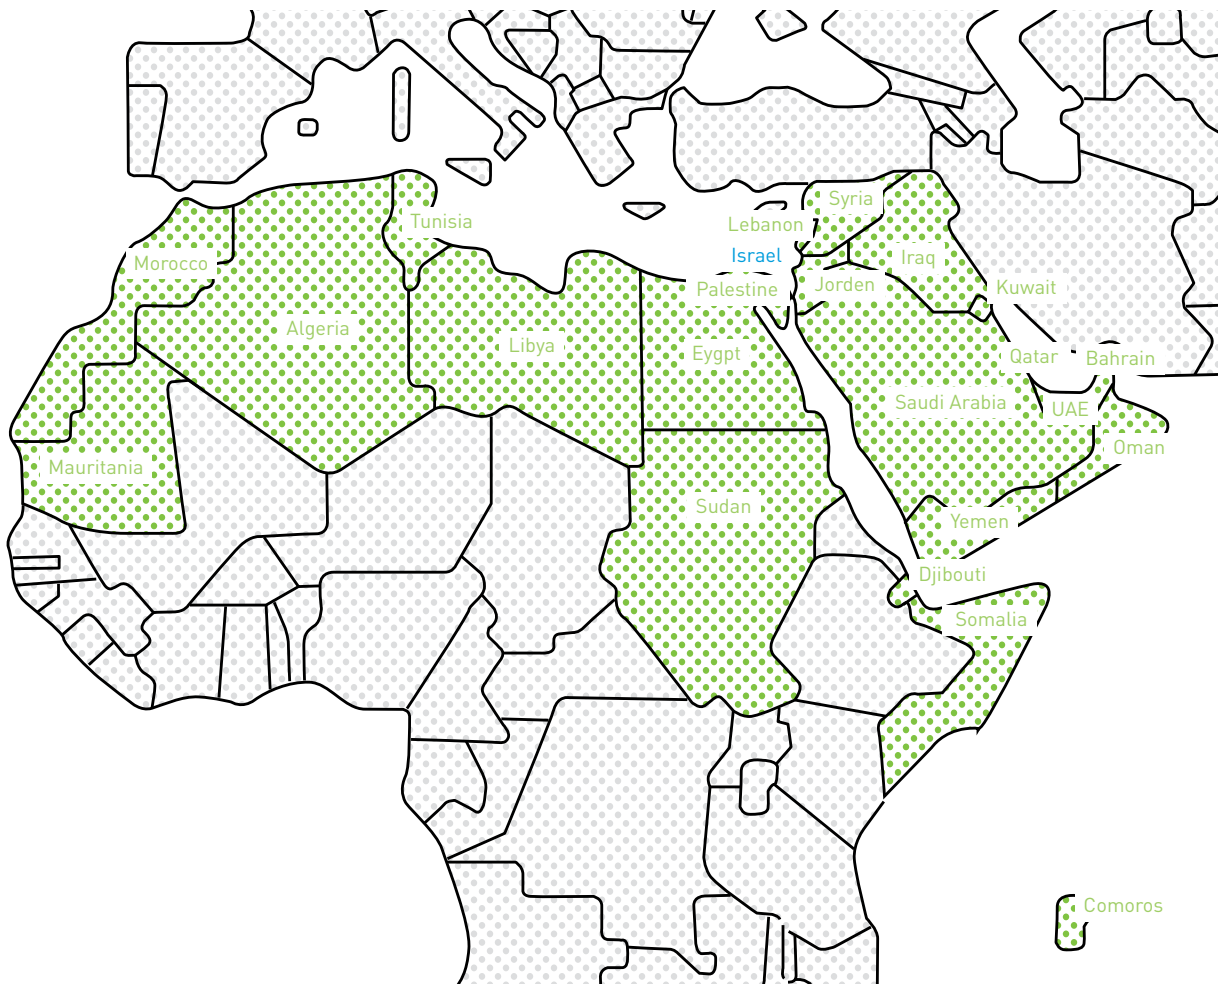 Syria
Tunisia
Lebanon
Israel
Iraq
Morocco
Jorden
Kuwait
Palestine
Algeria
Libya
Eygpt
Qatar
Bahrain
Saudi Arabia
UAE
Oman
Mauritania
Sudan
Yemen
Djibouti
Somalia
Comoros